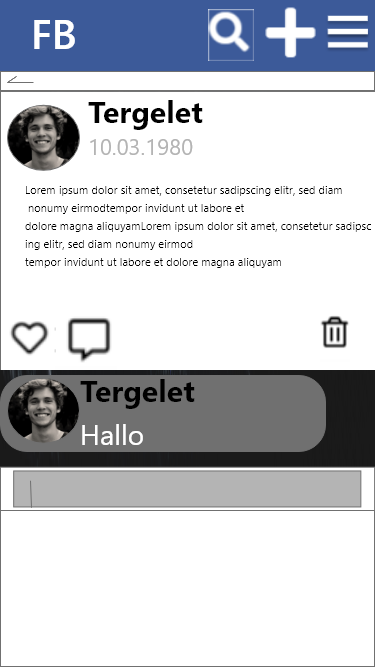 FB
Tergelet
10.03.1980
Lorem ipsum dolor sit amet, consetetur sadipscing elitr, sed diam
nonumy eirmodtempor invidunt ut labore et
dolore magna aliquyamLorem ipsum dolor sit amet, consetetur sadipsc
ing elitr, sed diam nonumy eirmod
tempor invidunt ut labore et dolore magna aliquyam
Tergelet
Hallo